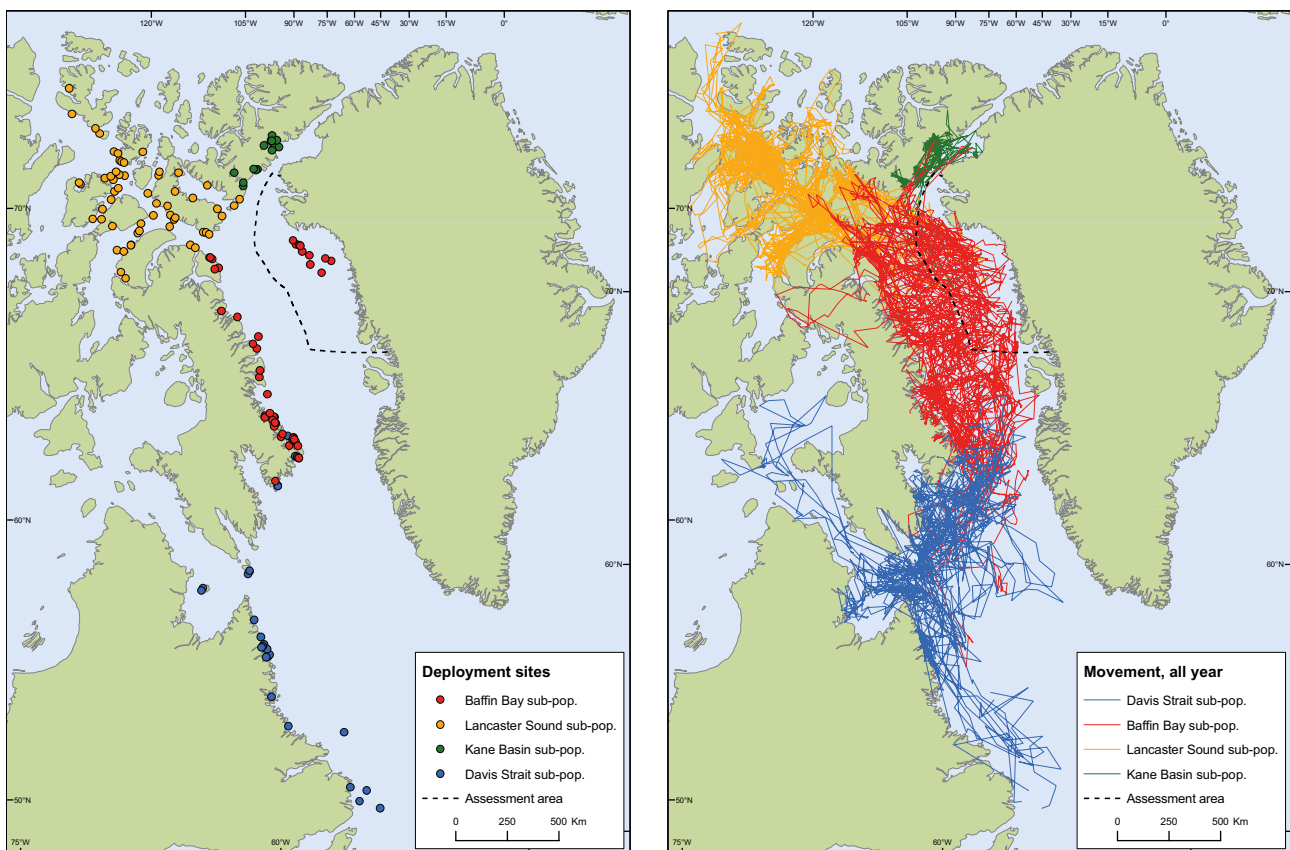 120°W 105°W 90°W 75°W 60°W 45°W 0°
70°N
70°N
60°N
60°N
50°N
75°W 60°W
Deployment sites
Baffin Bay sub-pop.
Lancaster Sound sub-pop.
Kane Basin sub-pop.
Davis Strait sub-pop.
Assessment area
0 250 500 Km
120°W 105°W 90°W 75°W 60°W 45°W 0°
70°N
70°N
60°N
60°N
50°N
75°W 60°W
Movement, all year
Davis Strait sub-pop.
Baffin Bay sub-pop.
Lancaster Sound sub-pop.
Kane Basin sub-pop.
Assessment area
0 250 500 Km